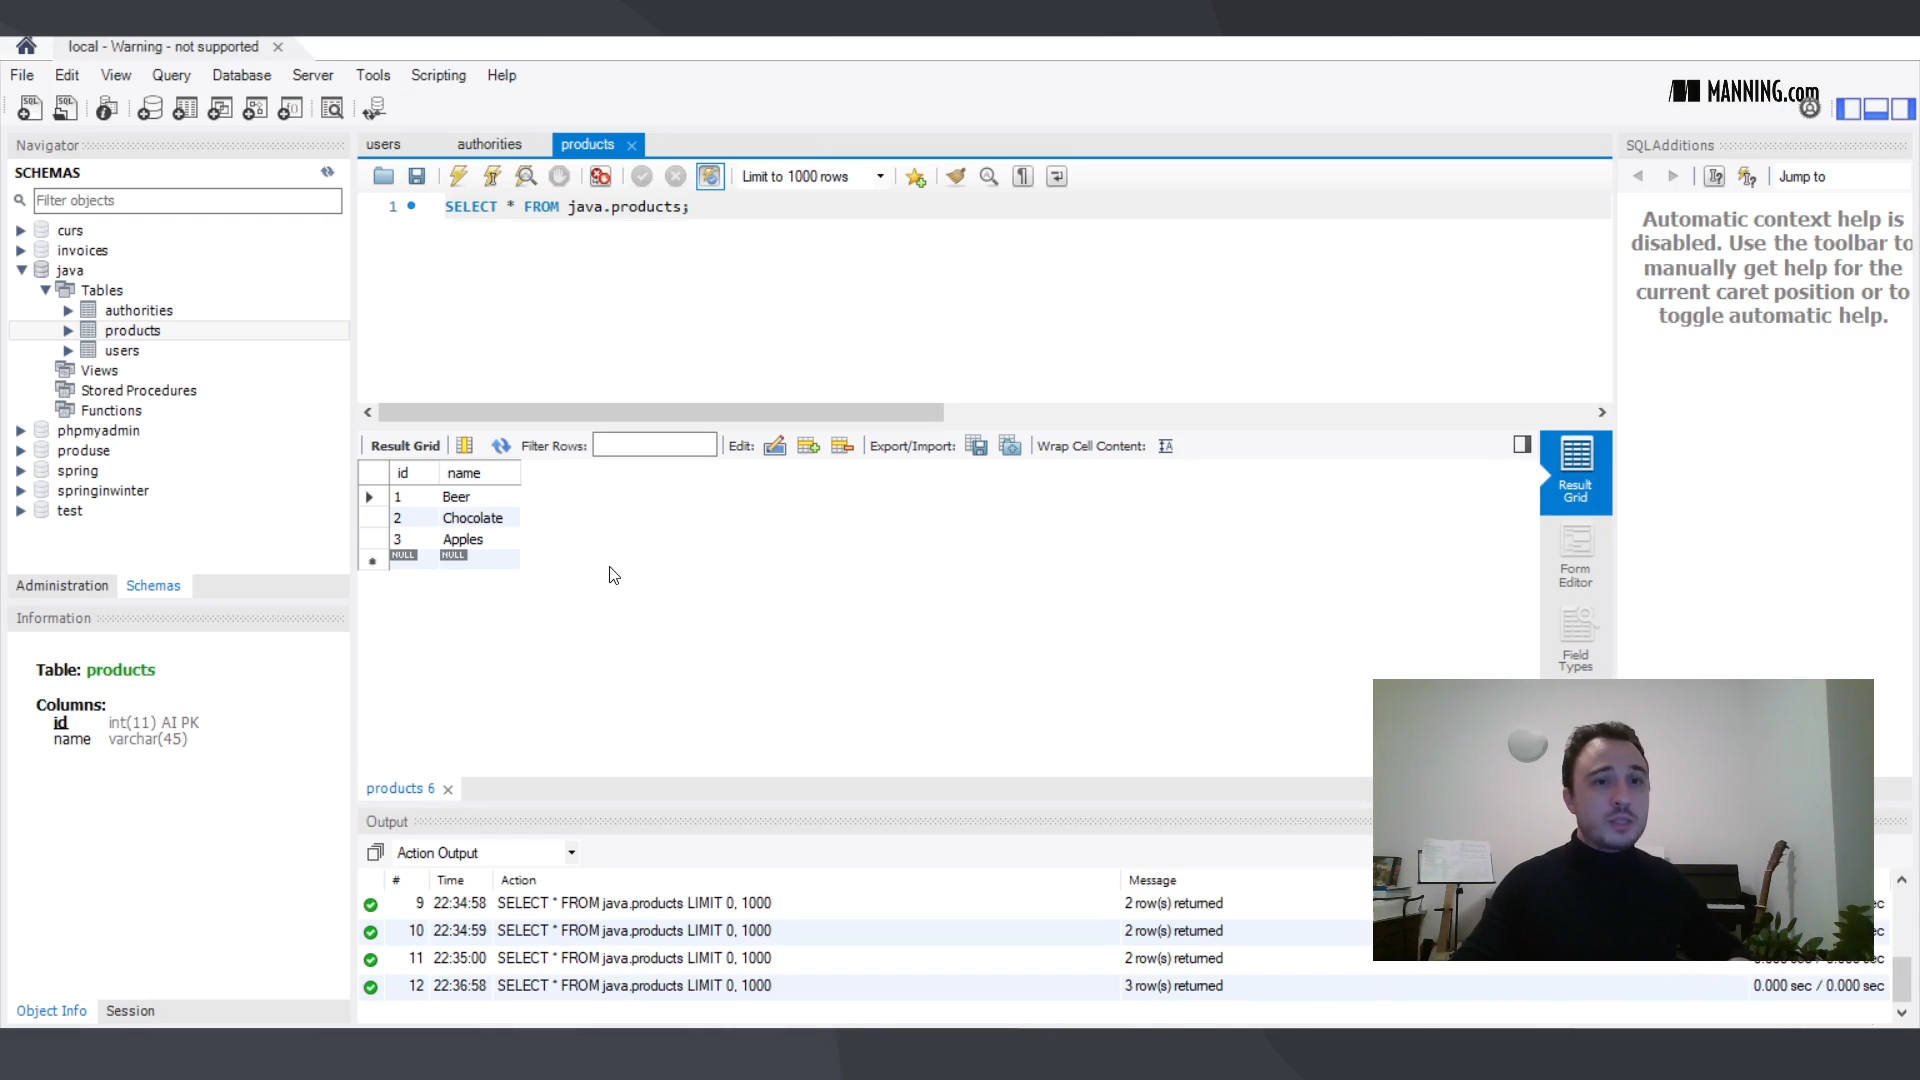 local - Warning - not supported
File Edit View Query Database Server Tools Scripting Help
MANNING.com
Navigator
SCHEMAS
Filter objects
curs
invoices
java
Tables
authorities
products
users
Views
Stored Procedures
Functions
phpmyadmin
produse
spring
springinwinter
test
Administration Schemas
Information
Table: products
Columns:
id int(11) AI PK
name varchar(45)
Object Info Session
users authorities products
Limit to 1000 rows
1 SELECT * FROM java.products;
Result Grid Filter Rows: Edit: Export/Import: Wrap Cell Content:
id name
1 Beer
2 Chocolate
3 Apples
NULL NULL
Result
Grid
Form
Editor
Field
Types
products 6
Output
Action Output
# Time Action Message
9 22:34:58 SELECT * FROM java.products LIMIT 0, 1000 2 row(s) returned
10 22:34:59 SELECT * FROM java.products LIMIT 0, 1000 2 row(s) returned
11 22:35:00 SELECT * FROM java.products LIMIT 0, 1000 2 row(s) returned
12 22:36:58 SELECT * FROM java.products LIMIT 0, 1000 3 row(s) returned 0.000 sec / 0.000 sec
SQLAdditions
Jump to
Automatic context help is
disabled. Use the toolbar to
manually get help for the
current caret position or to
toggle automatic help.